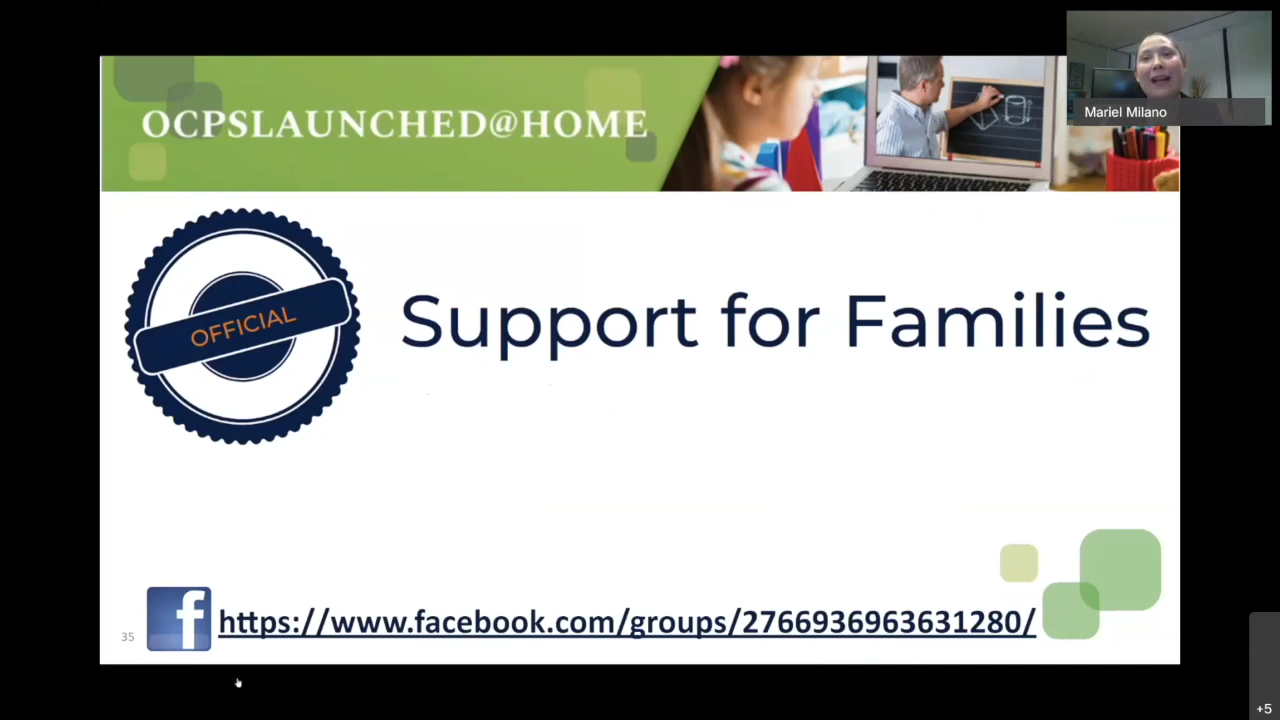 OCPSLAUNCHED@HOME
Mariel Milano
OFFICIAL
Support for Families
35
f
https://www.facebook.com/groups/2766936963631280/
+5